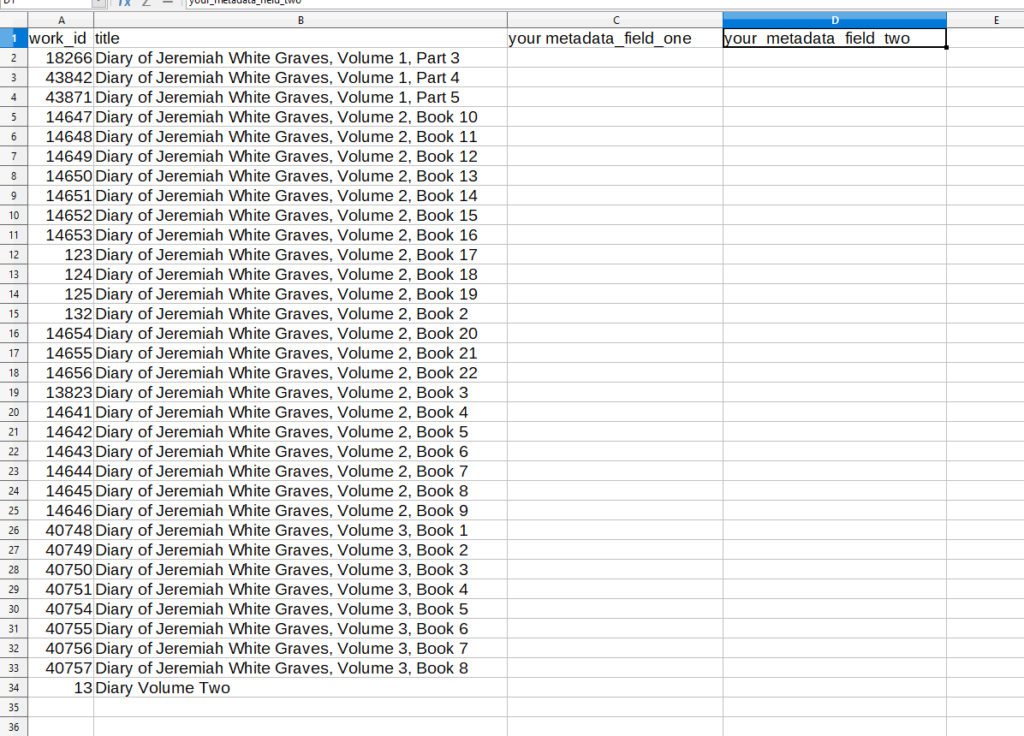 your_metadata_field_two
A B C D E
1 work_id title your metadata_field_one your_metadata_field_two
2 18266 Diary of Jeremiah White Graves, Volume 1, Part 3
3 43842 Diary of Jeremiah White Graves, Volume 1, Part 4
4 43871 Diary of Jeremiah White Graves, Volume 1, Part 5
5 14647 Diary of Jeremiah White Graves, Volume 2, Book 10
6 14648 Diary of Jeremiah White Graves, Volume 2, Book 11
7 14649 Diary of Jeremiah White Graves, Volume 2, Book 12
8 14650 Diary of Jeremiah White Graves, Volume 2, Book 13
9 14651 Diary of Jeremiah White Graves, Volume 2, Book 14
10 14652 Diary of Jeremiah White Graves, Volume 2, Book 15
11 14653 Diary of Jeremiah White Graves, Volume 2, Book 16
12 123 Diary of Jeremiah White Graves, Volume 2, Book 17
13 124 Diary of Jeremiah White Graves, Volume 2, Book 18
14 125 Diary of Jeremiah White Graves, Volume 2, Book 19
15 132 Diary of Jeremiah White Graves, Volume 2, Book 2
16 14654 Diary of Jeremiah White Graves, Volume 2, Book 20
17 14655 Diary of Jeremiah White Graves, Volume 2, Book 21
18 14656 Diary of Jeremiah White Graves, Volume 2, Book 22
19 13823 Diary of Jeremiah White Graves, Volume 2, Book 3
20 14641 Diary of Jeremiah White Graves, Volume 2, Book 4
21 14642 Diary of Jeremiah White Graves, Volume 2, Book 5
22 14643 Diary of Jeremiah White Graves, Volume 2, Book 6
23 14644 Diary of Jeremiah White Graves, Volume 2, Book 7
24 14645 Diary of Jeremiah White Graves, Volume 2, Book 8
25 14646 Diary of Jeremiah White Graves, Volume 2, Book 9
26 40748 Diary of Jeremiah White Graves, Volume 3, Book 1
27 40749 Diary of Jeremiah White Graves, Volume 3, Book 2
28 40750 Diary of Jeremiah White Graves, Volume 3, Book 3
29 40751 Diary of Jeremiah White Graves, Volume 3, Book 4
30 40754 Diary of Jeremiah White Graves, Volume 3, Book 5
31 40755 Diary of Jeremiah White Graves, Volume 3, Book 6
32 40756 Diary of Jeremiah White Graves, Volume 3, Book 7
33 40757 Diary of Jeremiah White Graves, Volume 3, Book 8
34 13 Diary Volume Two
35
36